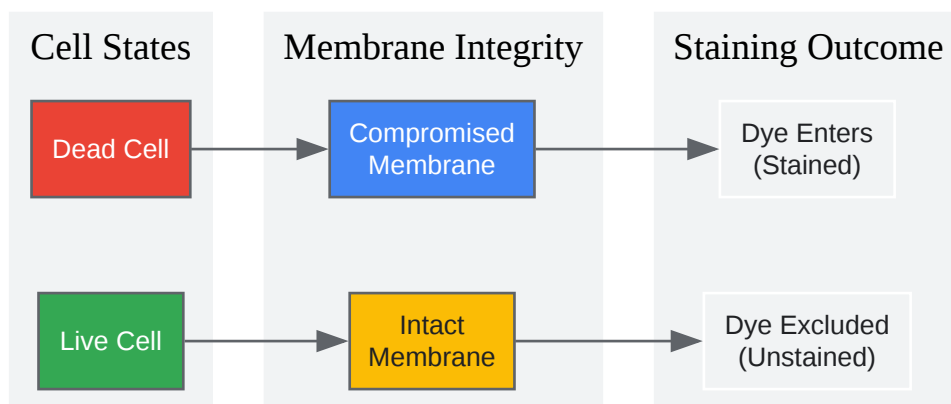 Cell States
Membrane Integrity
Staining Outcome
Dead Cell
Compromised
Membrane
Dye Enters
(Stained)
Live Cell
Intact
Membrane
Dye Excluded
(Unstained)